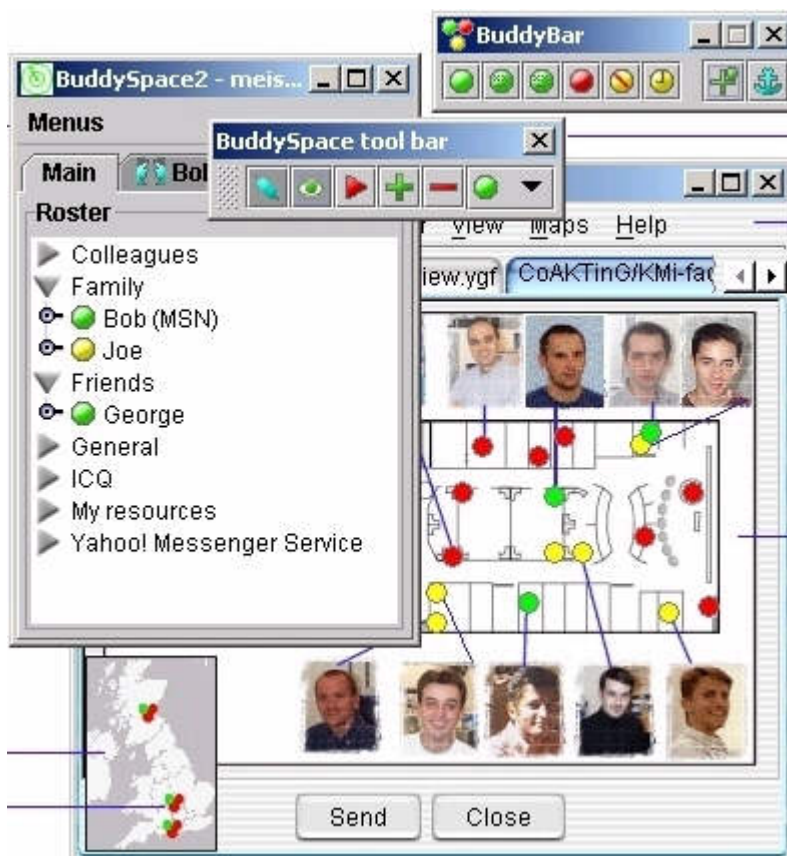 BuddyBar
BuddySpace2 - meis...
Menus
BuddySpace tool bar
Main
Bob
Roster
View Maps Help
iew.ygf
CoAKTinG/KMi-fac
Colleagues
Family
Bob (MSN)
Joe
Friends
George
General
ICQ
My resources
Yahoo! Messenger Service
Send
Close